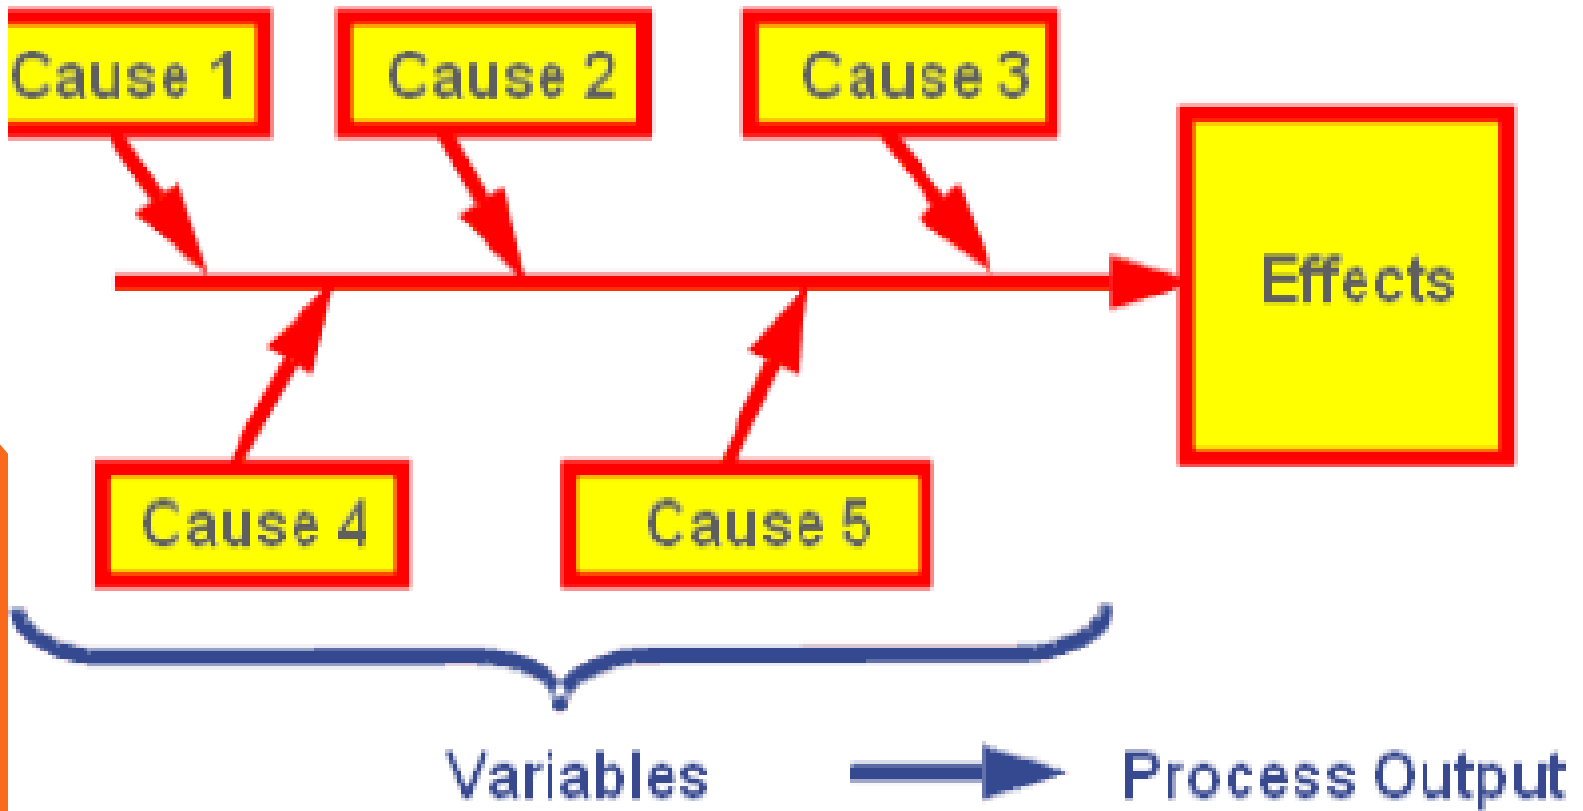 Cause 1
Cause 2
Cause 3
Effects
Cause 4
Cause 5
Variables
Process Output